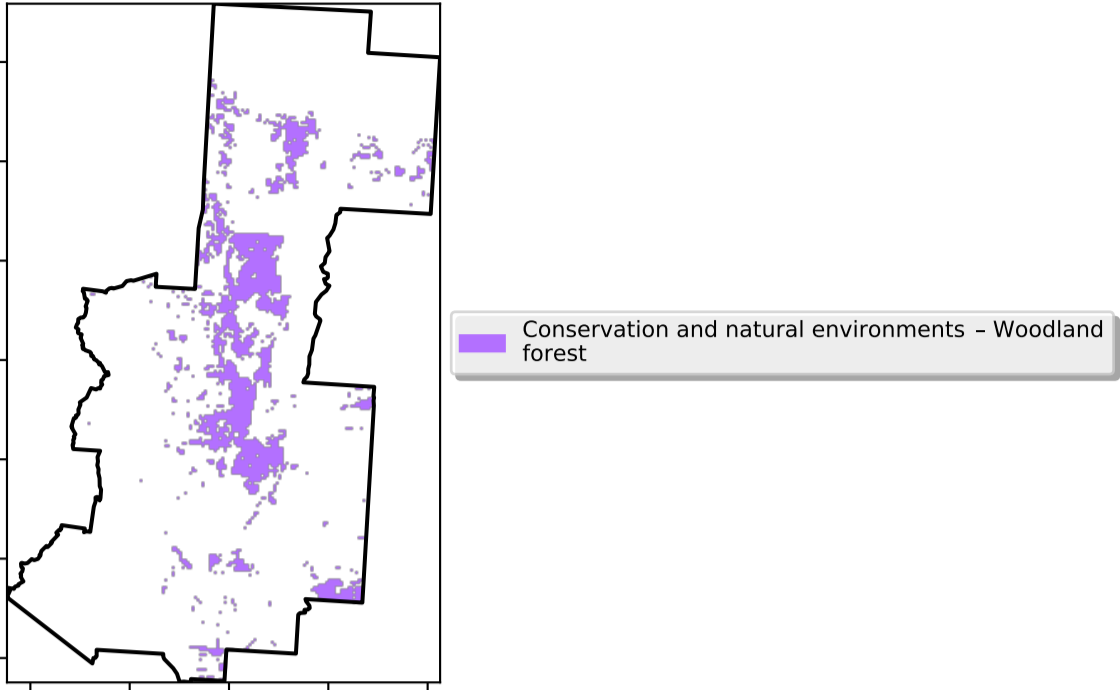 Conservation and natural environments – Woodland
forest